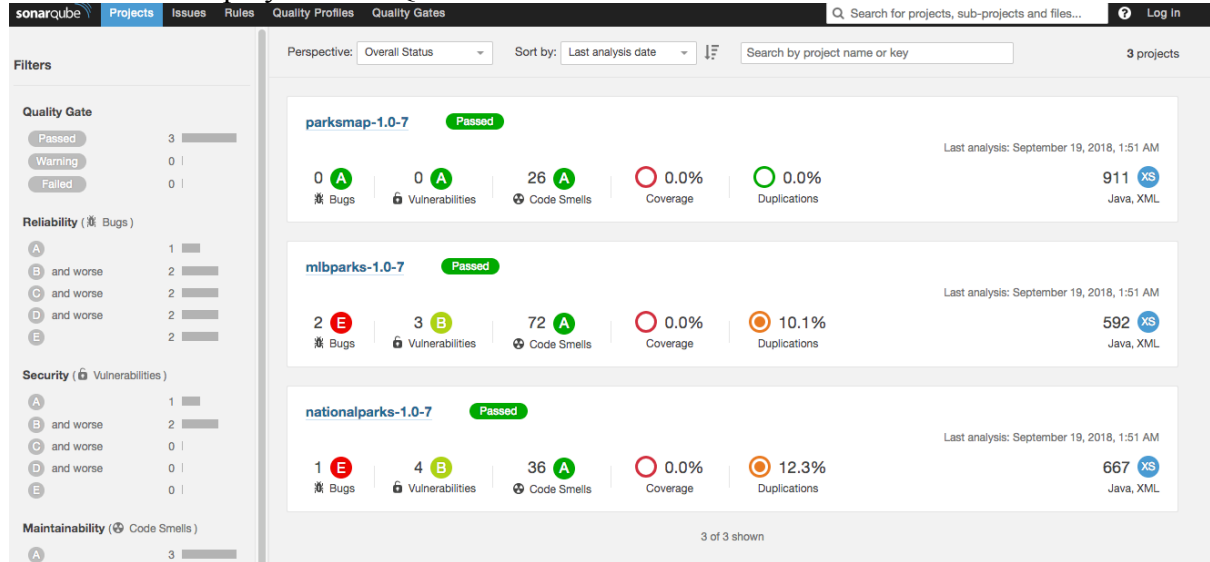 sonarqube Projects Issues Rules Quality Profiles Quality Gates Search for projects, sub-projects and files... ? Log in
Filters
Quality Gate
Passed 3
Warning 0
Failed 0
Reliability ( Bugs )
A 1
B and worse 2
C and worse 2
D and worse 2
E 2
Security ( Vulnerabilities )
A 1
B and worse 2
C and worse 0
D and worse 0
E 0
Maintainability ( Code Smells )
A 3
Perspective: Overall Status Sort by: Last analysis date Search by project name or key 3 projects
parksmap-1.0-7 Passed
Last analysis: September 19, 2018, 1:51 AM
0 A 0 A 26 A 0.0% 0.0% 911 XS
Bugs Vulnerabilities Code Smells Coverage Duplications Java, XML
mlbparks-1.0-7 Passed
Last analysis: September 19, 2018, 1:51 AM
2 E 3 B 72 A 0.0% 10.1% 592 XS
Bugs Vulnerabilities Code Smells Coverage Duplications Java, XML
nationalparks-1.0-7 Passed
Last analysis: September 19, 2018, 1:51 AM
1 E 4 B 36 A 0.0% 12.3% 667 XS
Bugs Vulnerabilities Code Smells Coverage Duplications Java, XML
3 of 3 shown